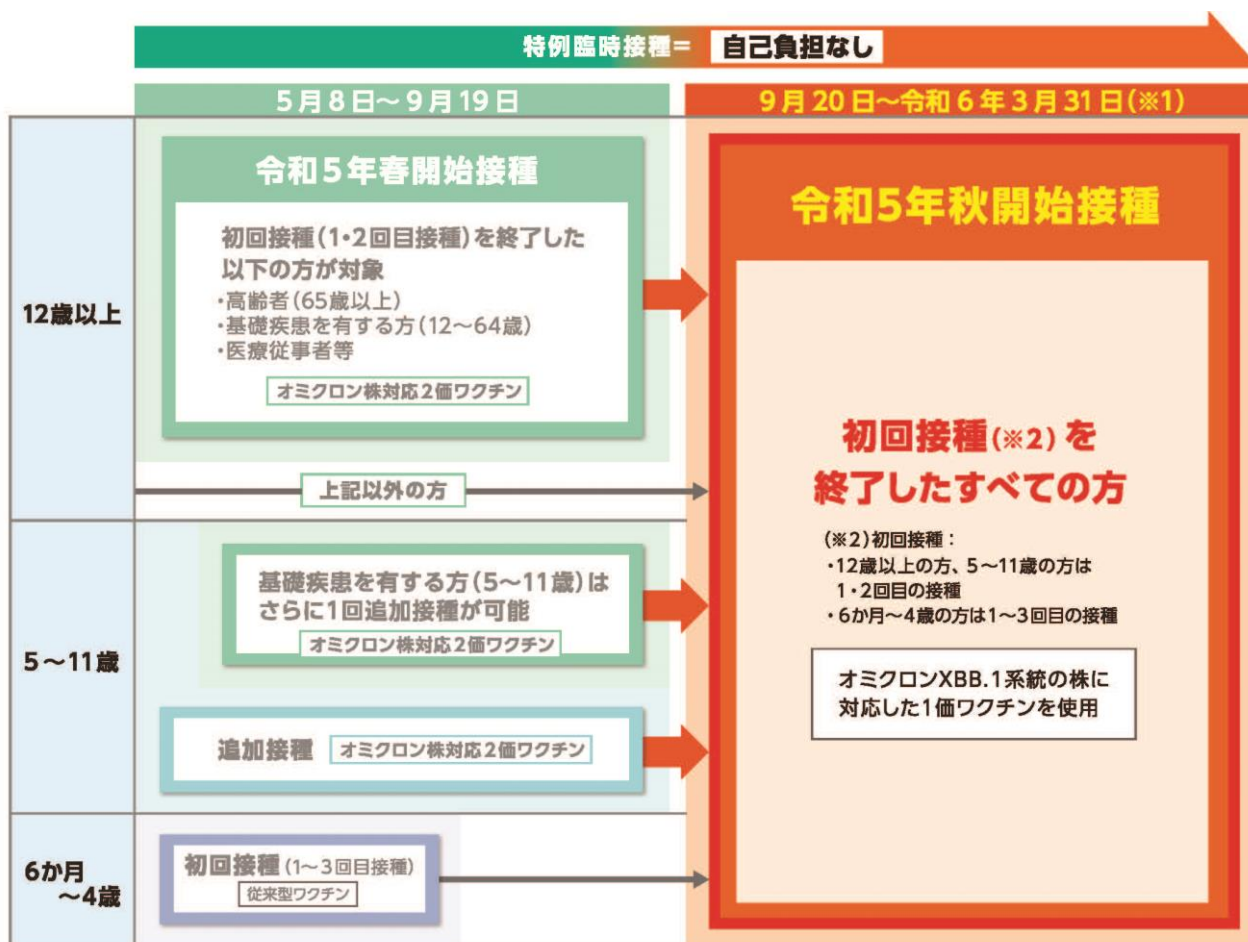 特例臨時接種＝ 自己負担なし
5月8日～9月19日
9月20日～令和6年3月31日(※1)
12歳以上
令和5年春開始接種
初回接種(1・2回目接種)を終了した
以下の方が対象
・高齢者(65歳以上)
・基礎疾患を有する方(12～64歳)
・医療従事者等
オミクロン株対応2価ワクチン
上記以外の方
5～11歳
基礎疾患を有する方(5～11歳)は
さらに1回追加接種が可能
オミクロン株対応2価ワクチン
追加接種 オミクロン株対応2価ワクチン
6か月
～4歳
初回接種(1～3回目接種)
従来型ワクチン
令和5年秋開始接種
初回接種(※2)を
終了したすべての方
(※2)初回接種：
・12歳以上の方、5～11歳の方は
1・2回目の接種
・6か月～4歳の方は1～3回目の接種
オミクロンXBB.1系統の株に
対応した1価ワクチンを使用